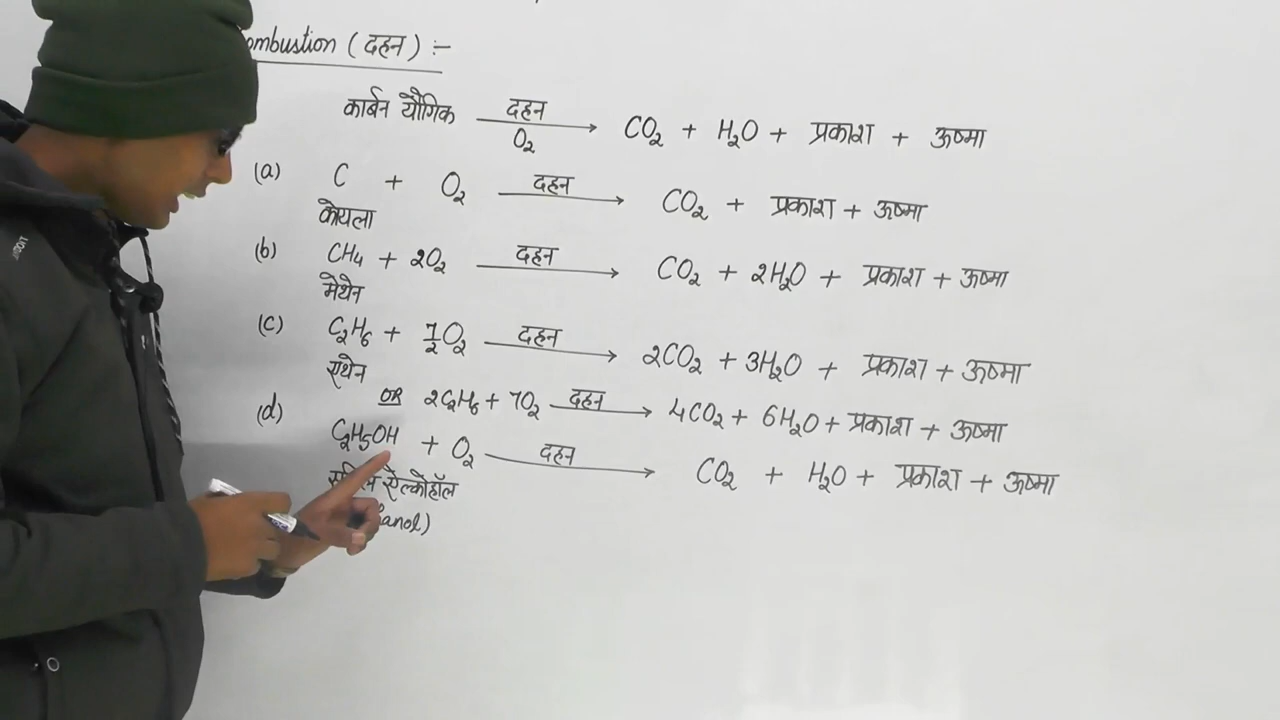 ombustion (दहन) :-
कार्बन यौगिक दहन/O₂ → CO₂ + H₂O + प्रकाश + ऊष्मा
(a) C + O₂ दहन → CO₂ + प्रकाश + ऊष्मा
कोयला
(b) CH₄ + 2O₂ दहन → CO₂ + 2H₂O + प्रकाश + ऊष्मा
मेथेन
(c) C₂H₆ + 7/2 O₂ दहन → 2CO₂ + 3H₂O + प्रकाश + ऊष्मा
एथेन
OR 2C₂H₆ + 7O₂ दहन → 4CO₂ + 6H₂O + प्रकाश + ऊष्मा
(d) C₂H₅OH + O₂ दहन → CO₂ + H₂O + प्रकाश + ऊष्मा
ऐल्कोहॉल
anol)